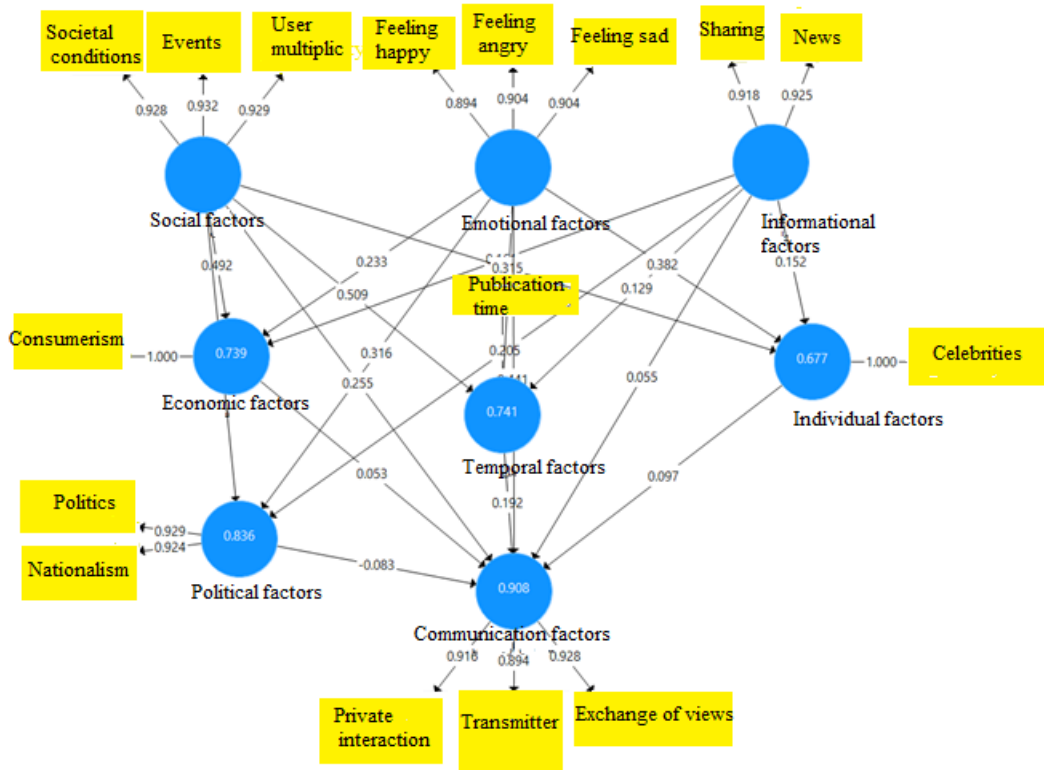 Societal
conditions
Events
User
multiplic
Feeling
happy
Feeling
angry
Feeling sad
Sharing
News
0.928
0.932
0.929
0.894
0.904
0.904
0.918
0.925
Social factors
Emotional factors
Informational
factors
0.492
0.233
0.315
0.382
0.152
0.509
0.129
Publication
time
Consumerism
1.000
0.739
0.316
0.205
0.677
1.000
Celebrities
Economic factors
0.255
0.055
0.741
Individual factors
Temporal factors
0.053
0.192
0.097
Politics
0.929
0.924
Nationalism
0.836
Political factors
-0.083
0.908
Communication factors
0.916
0.894
0.928
Private
interaction
Transmitter
Exchange of views